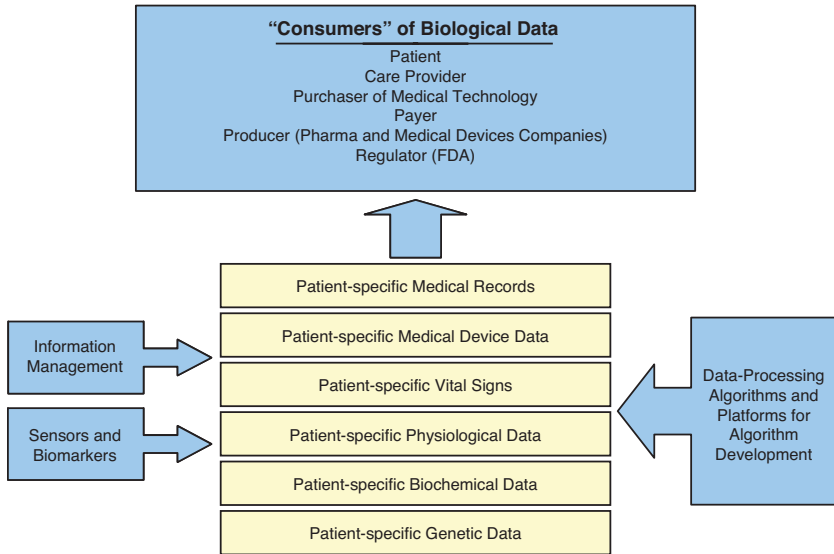 “Consumers” of Biological Data
Patient
Care Provider
Purchaser of Medical Technology
Payer
Producer (Pharma and Medical Devices Companies)
Regulator (FDA)
Patient-specific Medical Records
Patient-specific Medical Device Data
Patient-specific Vital Signs
Patient-specific Physiological Data
Patient-specific Biochemical Data
Patient-specific Genetic Data
Information
Management
Sensors and
Biomarkers
Data-Processing
Algorithms and
Platforms for
Algorithm
Development